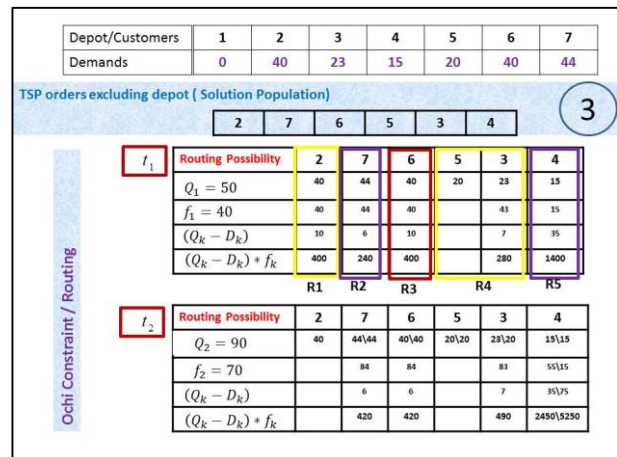 Depot/Customers 1 2 3 4 5 6 7
Demands 0 40 23 15 20 40 44
TSP orders excluding depot ( Solution Population)
3
2 7 6 5 3 4
t₁ Routing Possibility 2 7 6 5 3 4
Q₁ = 50 40 44 40 20 23 15
f₁ = 40 40 44 40 43 15
(Qₖ − Dₖ) 10 6 10 7 35
(Qₖ − Dₖ) * fₖ 400 240 400 280 1400
R1 R2 R3 R4 R5
t₂ Routing Possibility 2 7 6 5 3 4
Q₂ = 90 40 44\44 40\40 20\20 23\20 15\15
f₂ = 70 84 84 83 55\15
(Qₖ − Dₖ) 6 6 7 35\75
(Qₖ − Dₖ) * fₖ 420 420 490 2450\5250
Ochi Constraint / Routing